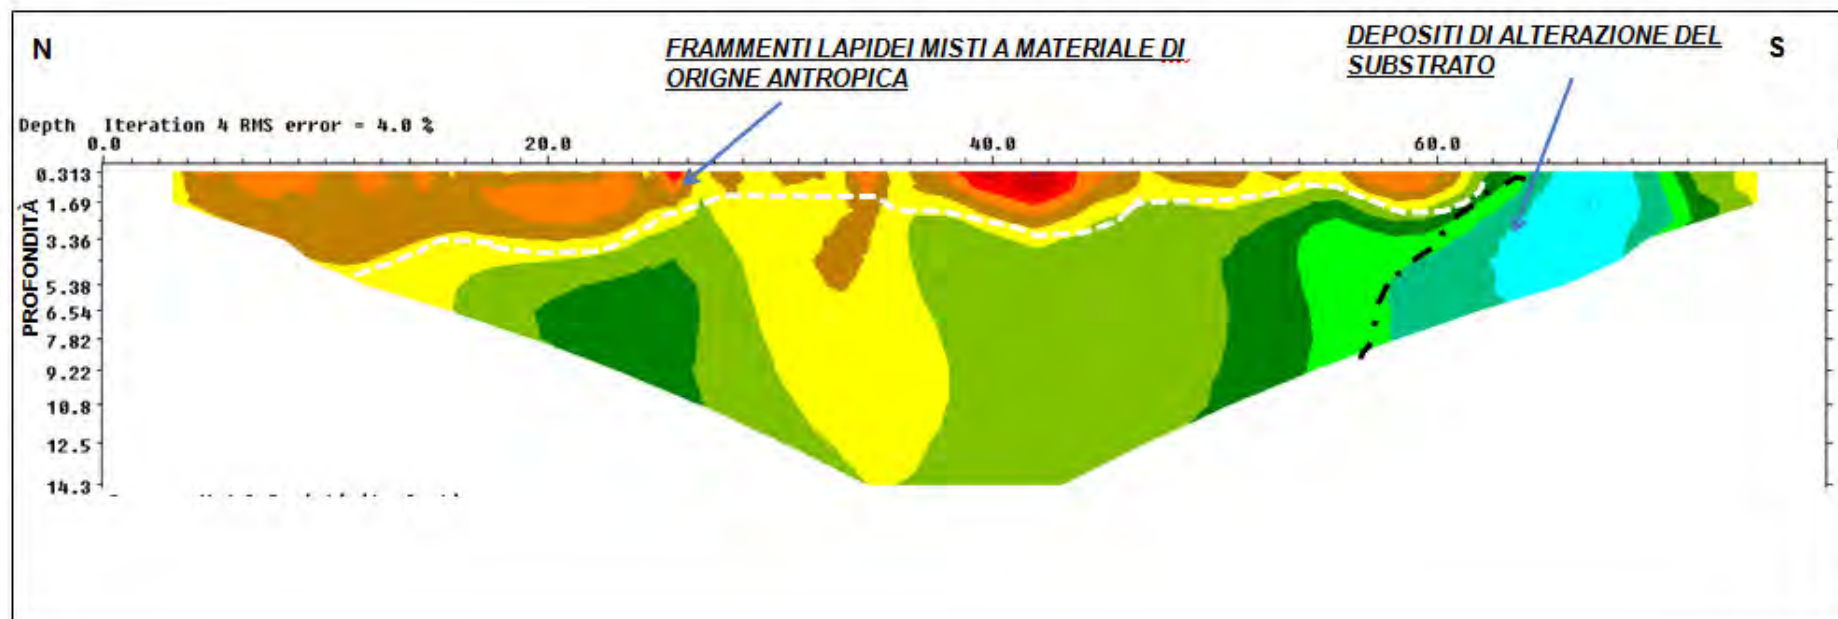 N
FRAMMENTI LAPIDEI MISTI A MATERIALE DI
ORIGNE ANTROPICA
DEPOSITI DI ALTERAZIONE DEL
SUBSTRATO
S
Depth Iteration 4 RMS error = 4.0 %
0.0 20.0 40.0 60.0
PROFONDITÀ
0.313
1.69
3.36
5.38
6.54
7.82
9.22
10.8
12.5
14.3